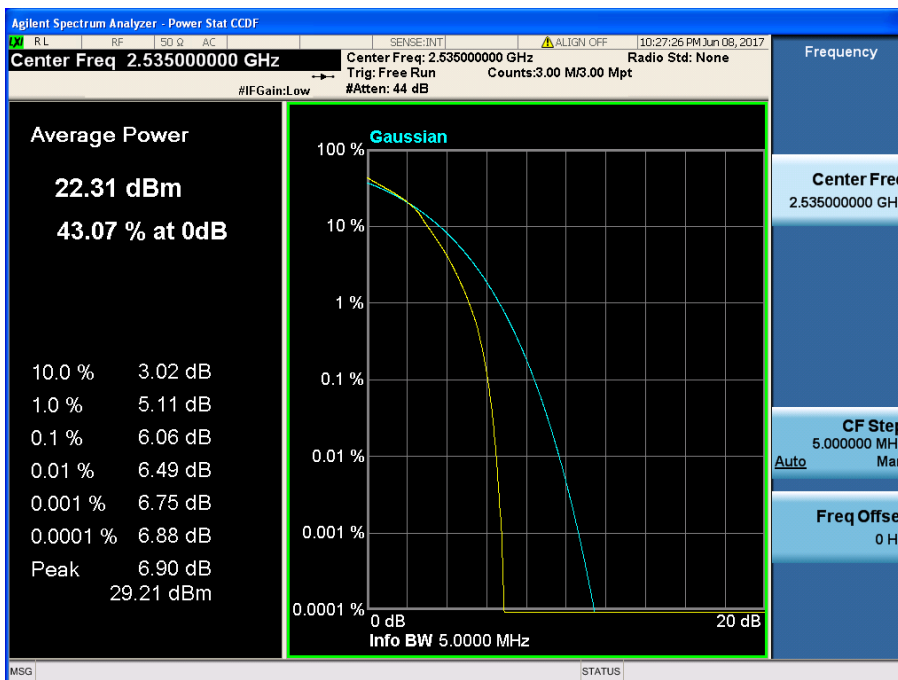 Agilent Spectrum Analyzer - Power Stat CCDF
LXI RL RF 50 Ω AC SENSE:INT ALIGN OFF 10:27:26 PM Jun 08, 2017
Center Freq 2.535000000 GHz
Center Freq: 2.535000000 GHz Radio Std: None
Trig: Free Run Counts:3.00 M/3.00 Mpt
#IFGain:Low #Atten: 44 dB
Frequency
Average Power
22.31 dBm
43.07 % at 0dB
10.0 % 3.02 dB
1.0 % 5.11 dB
0.1 % 6.06 dB
0.01 % 6.49 dB
0.001 % 6.75 dB
0.0001 % 6.88 dB
Peak 6.90 dB
29.21 dBm
Gaussian
100 %
10 %
1 %
0.1 %
0.01 %
0.001 %
0.0001 %
0 dB 20 dB
Info BW 5.0000 MHz
Center Fre
2.535000000 GH
CF Step
5.000000 MH
Auto Ma
Freq Offse
0 H
MSG STATUS